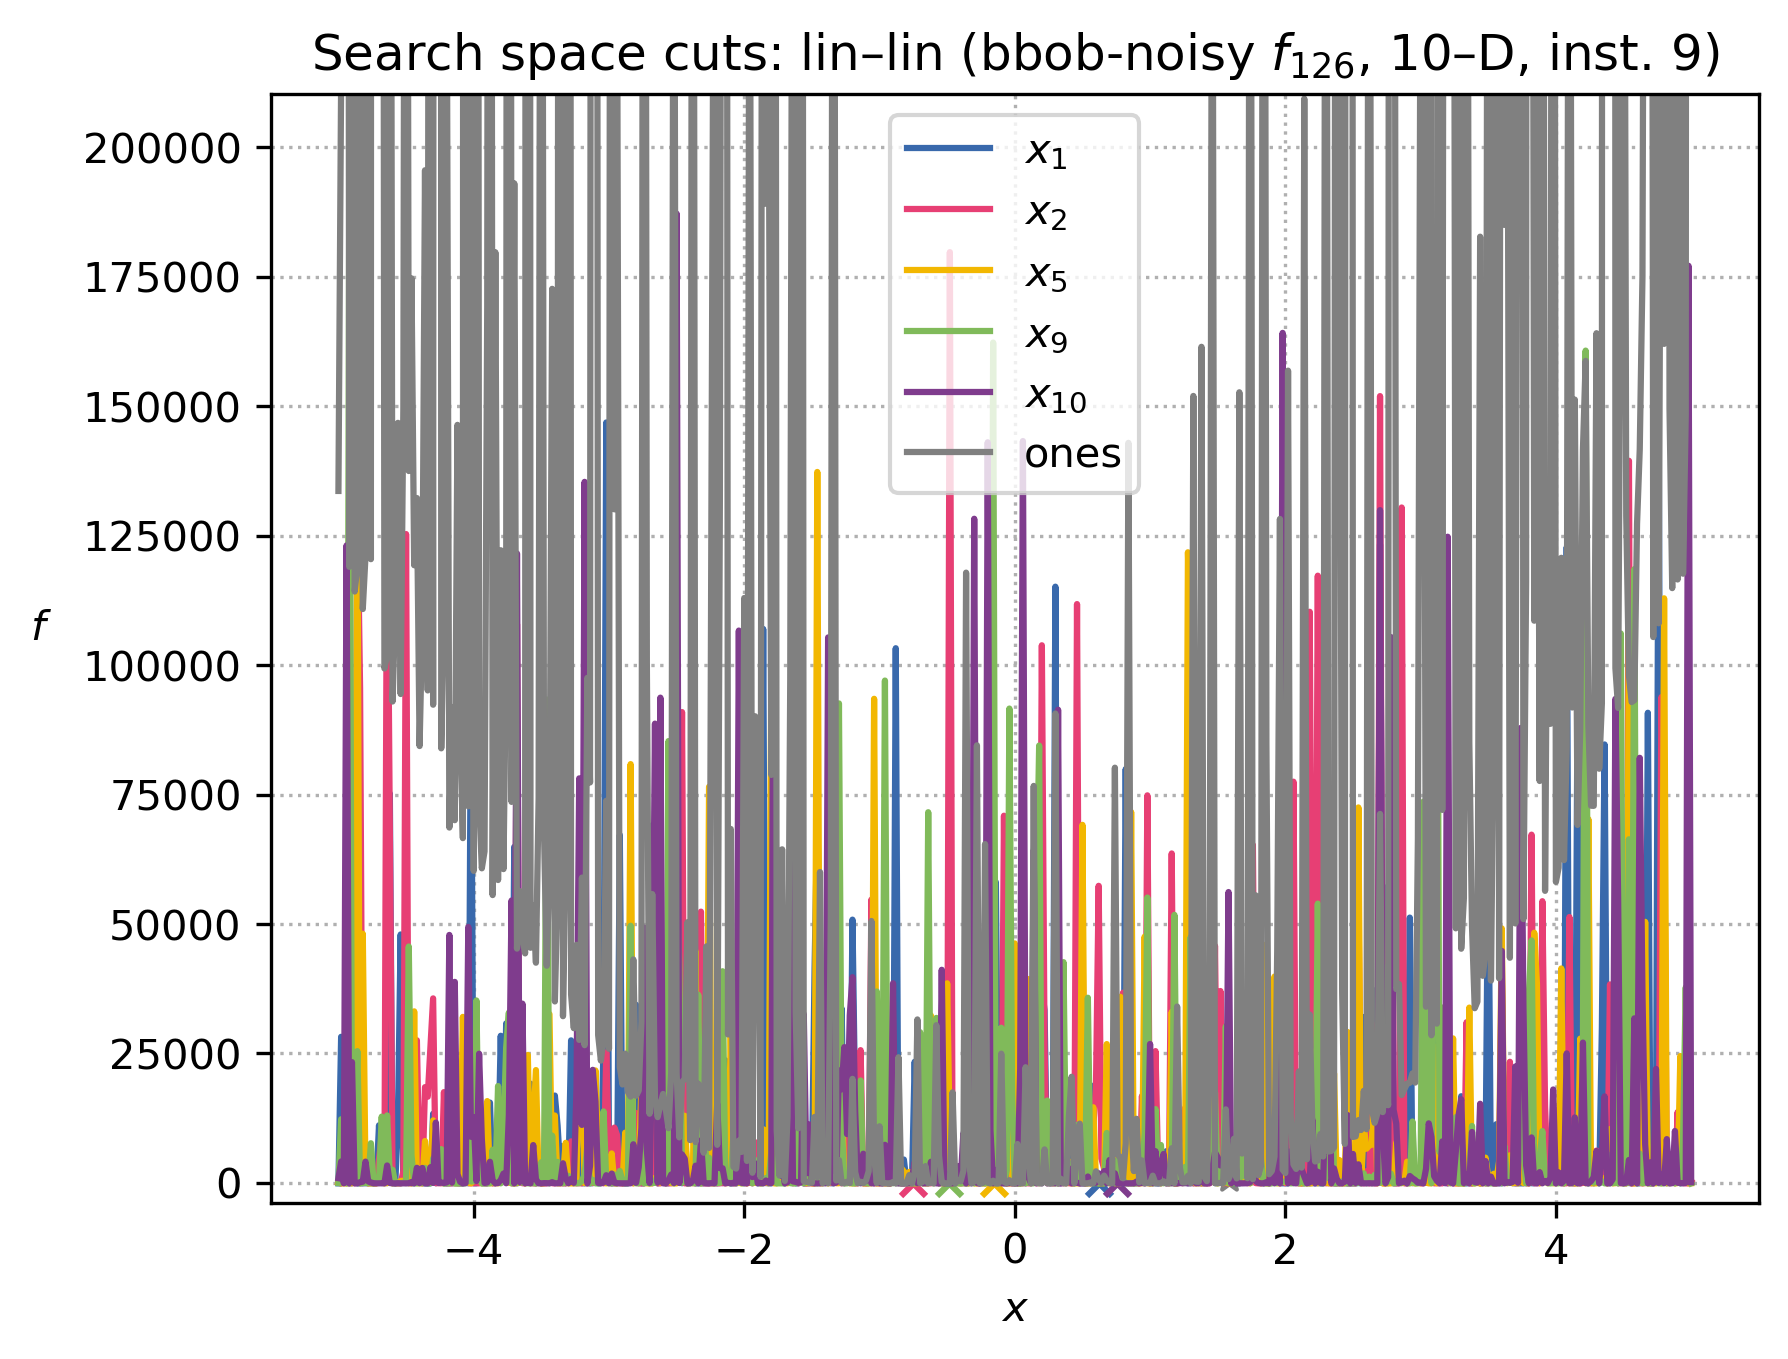 Search space cuts: lin–lin (bbob-noisy f₁₂₆, 10–D, inst. 9)
200000
175000
150000
125000
100000
75000
50000
25000
0
f
x₁
x₂
x₅
x₉
x₁₀
ones
−4
−2
0
2
4
x